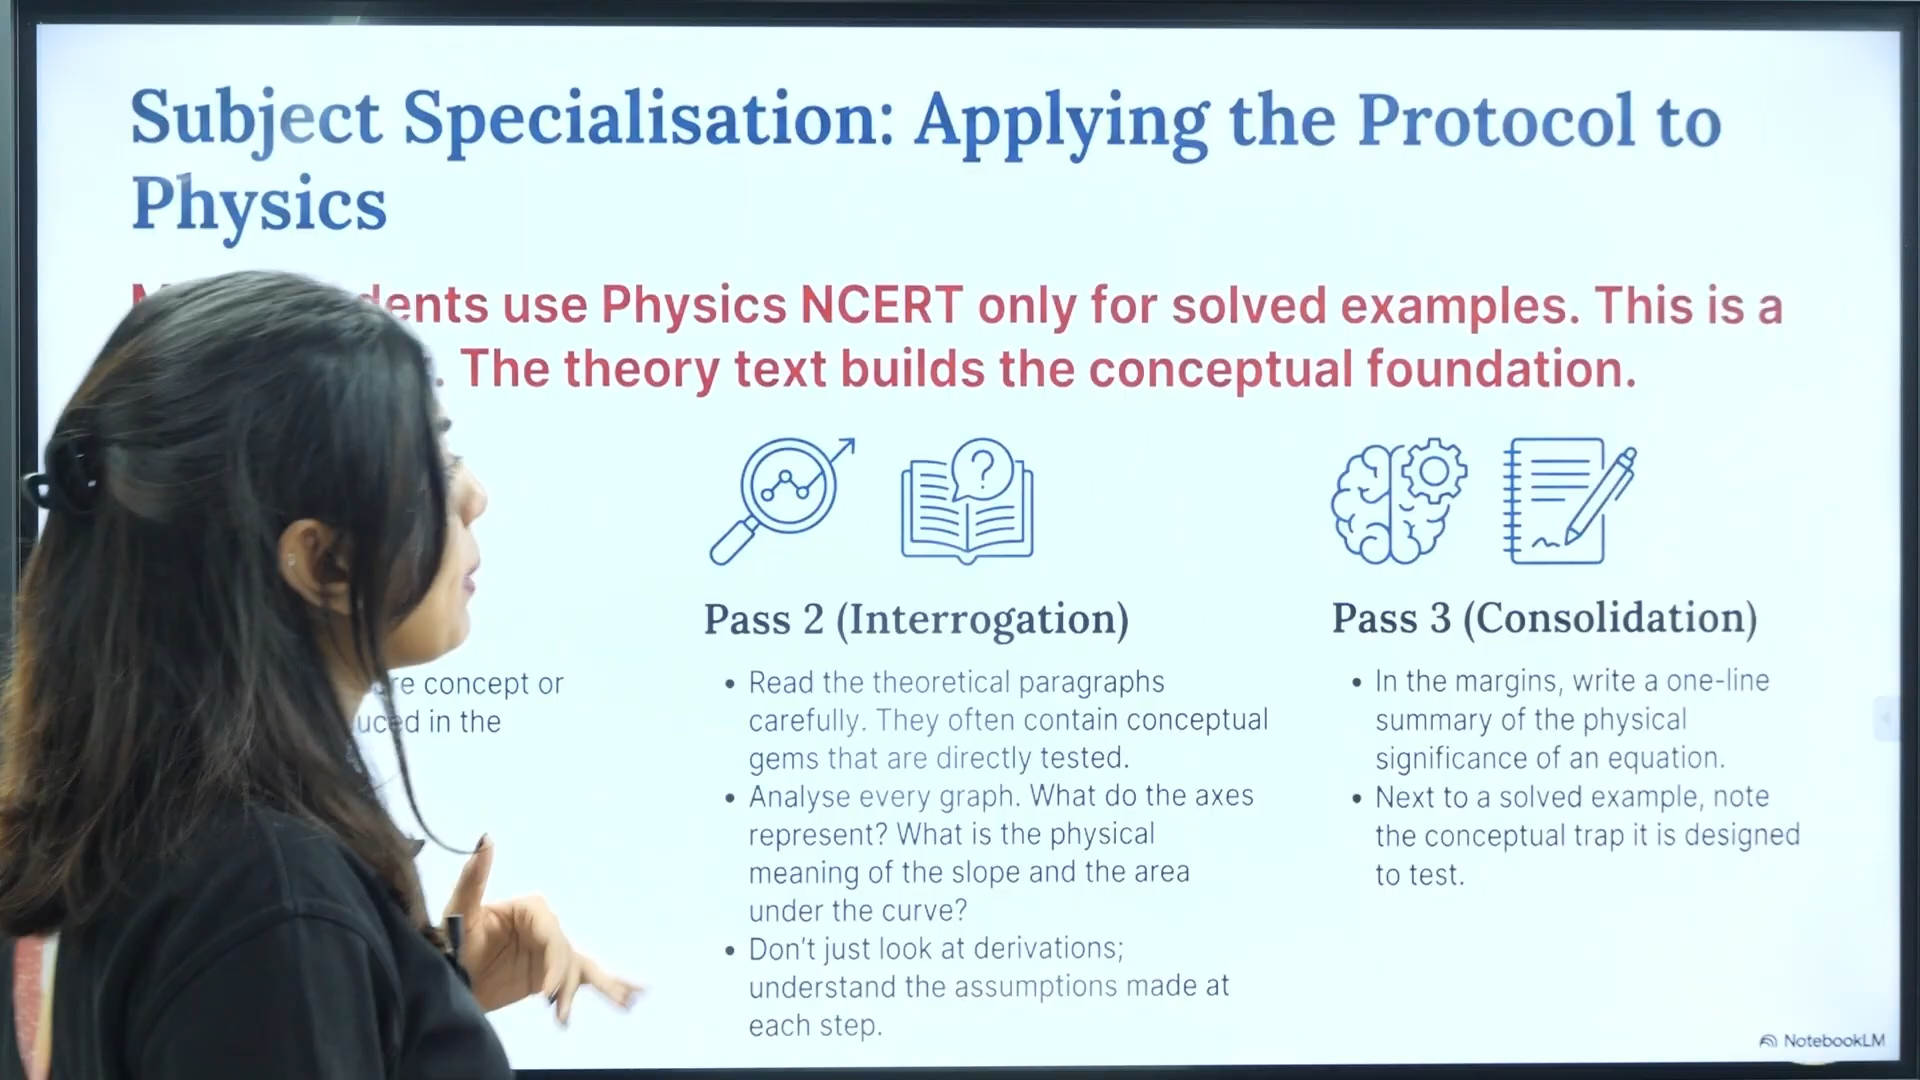 Subject Specialisation: Applying the Protocol to
Physics
use Physics NCERT only for solved examples. This is a
. The theory text builds the conceptual foundation.
concept or
in the
Pass 2 (Interrogation)
• Read the theoretical paragraphs
carefully. They often contain conceptual
gems that are directly tested.
• Analyse every graph. What do the axes
represent? What is the physical
meaning of the slope and the area
under the curve?
• Don't just look at derivations;
understand the assumptions made at
each step.
Pass 3 (Consolidation)
• In the margins, write a one-line
summary of the physical
significance of an equation.
• Next to a solved example, note
the conceptual trap it is designed
to test.
NotebookLM